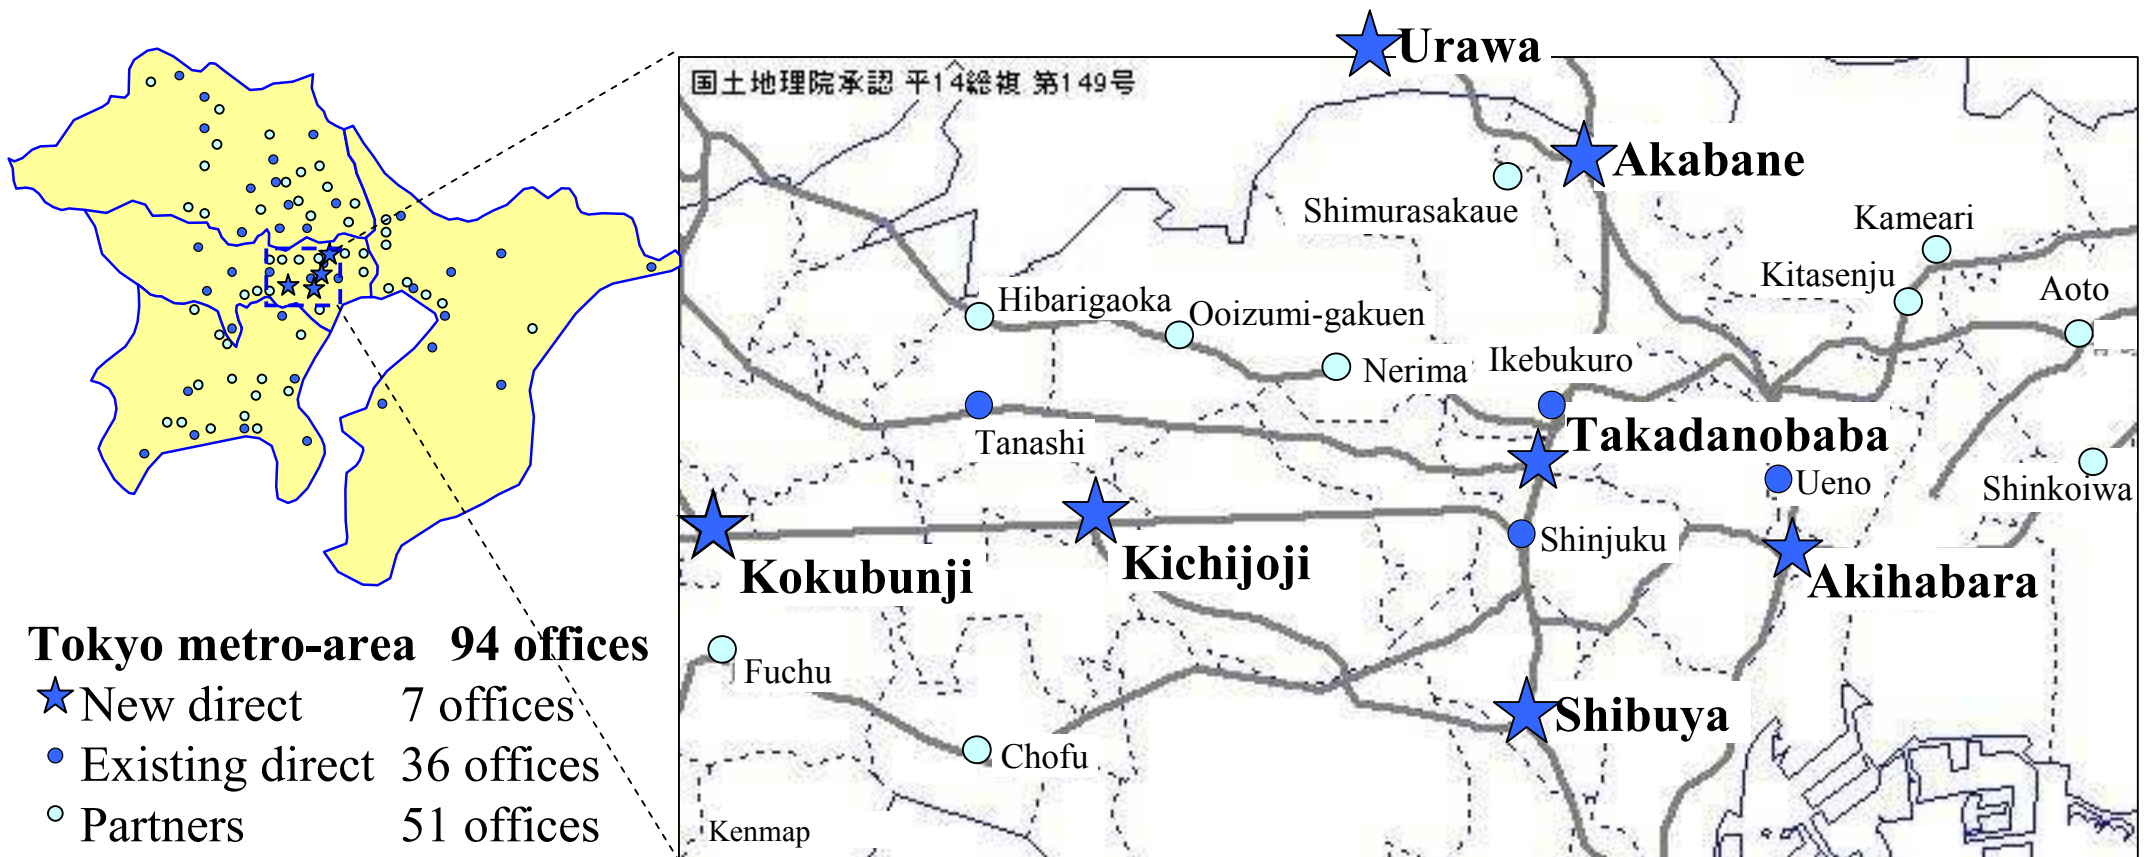 Urawa
国土地理院承認 平14総複 第149号
Akabane
Shimurasakaue
Kameari
Kitasenju
Aoto
Hibarigaoka
Ooizumi-gakuen
Ikebukuro
Nerima
Takadanobaba
Tanashi
Ueno
Shinkoiwa
Shinjuku
Kichijoji
Kokubunji
Akihabara
Tokyo metro-area 94 offices
Fuchu
New direct 7 offices
Shibuya
Existing direct 36 offices
Chofu
Partners 51 offices
Kenmap